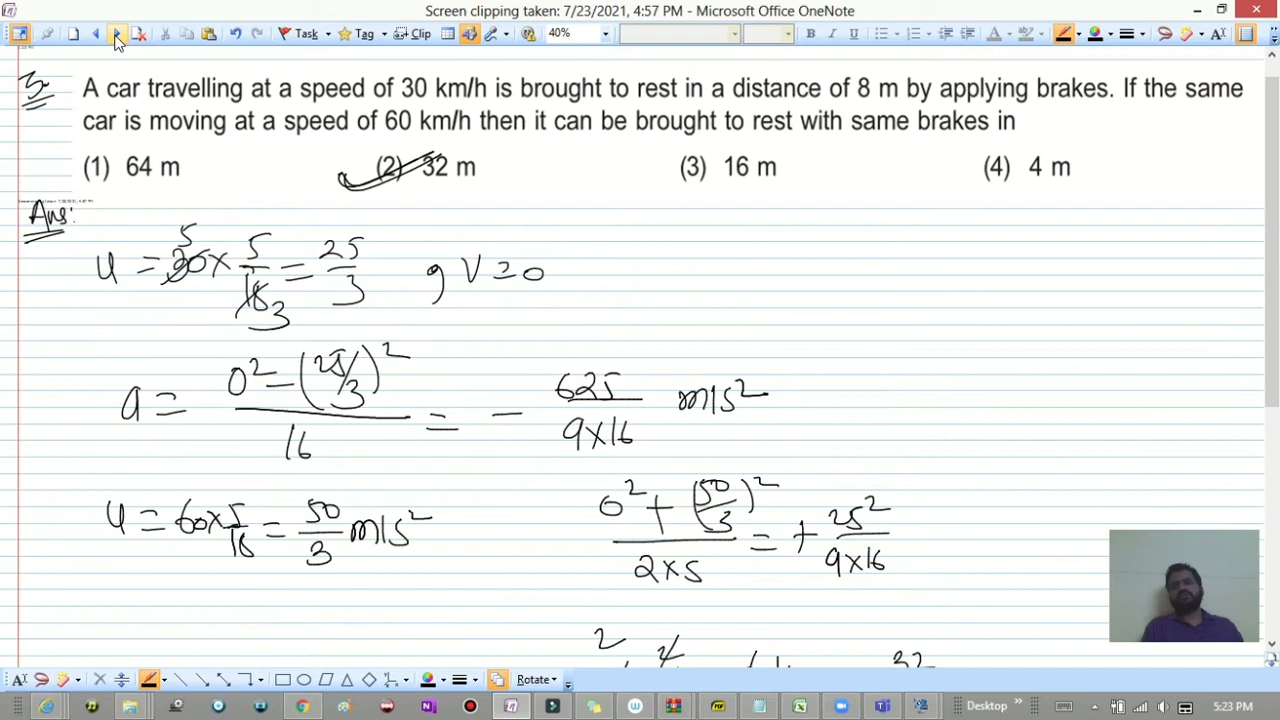 Screen clipping taken: 7/23/2021, 4:57 PM - Microsoft Office OneNote
Task
Tag
Clip
40%
B I U
3
A car travelling at a speed of 30 km/h is brought to rest in a distance of 8 m by applying brakes. If the same
car is moving at a speed of 60 km/h then it can be brought to rest with same brakes in
(1) 64 m (2) 32 m (3) 16 m (4) 4 m
Ans:
5
u = 30 × 5/18 = 25/3 , v = 0
3
a = 0² - (25/3)² / 16 = - 625 / 9×16 m/s²
u = 60 × 5/18 = 50/3 m/s²
0² + (50/3)² / 2×s = + 25² / 9×16
2
32
Rotate
Desktop
5:23 PM